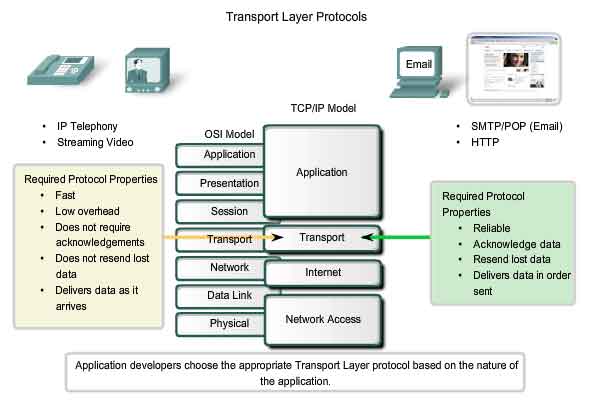 Transport Layer Protocols
Email
IP Telephony
Streaming Video
SMTP/POP (Email)
HTTP
TCP/IP Model
OSI Model
Application
Presentation
Session
Transport
Network
Data Link
Physical
Application
Transport
Internet
Network Access
Required Protocol Properties
Fast
Low overhead
Does not require
acknowledgements
Does not resend lost
data
Delivers data as it
arrives
Required Protocol
Properties
Reliable
Acknowledge data
Resend lost data
Delivers data in order
sent
Application developers choose the appropriate Transport Layer protocol based on the nature of
the application.